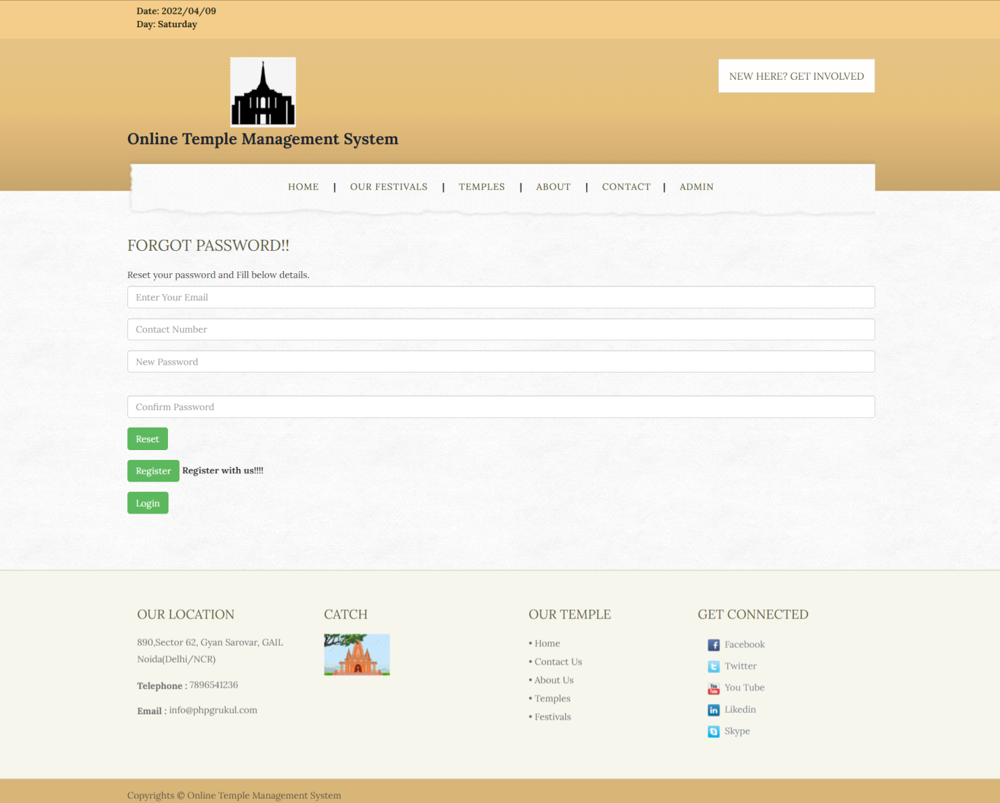 Date: 2022/04/09
Day: Saturday
NEW HERE? GET INVOLVED
Online Temple Management System
HOME | OUR FESTIVALS | TEMPLES | ABOUT | CONTACT | ADMIN
FORGOT PASSWORD!!
Reset your password and Fill below details.
Enter Your Email
Contact Number
New Password
Confirm Password
Reset
Register Register with us!!!!
Login
OUR LOCATION
890,Sector 62, Gyan Sarovar, GAIL
Noida(Delhi/NCR)
Telephone : 7896541236
Email : info@phpgrukul.com
CATCH
OUR TEMPLE
• Home
• Contact Us
• About Us
• Temples
• Festivals
GET CONNECTED
Facebook
Twitter
You Tube
Likedin
Skype
Copyrights © Online Temple Management System